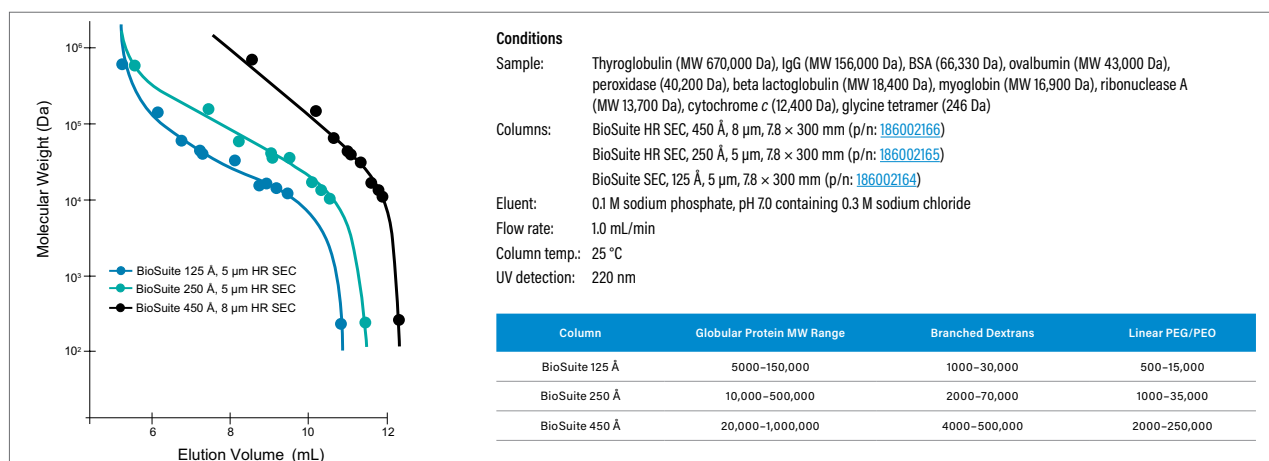 Molecular Weight (Da)
10⁶
10⁵
10⁴
10³
10²
BioSuite 125 Å, 5 µm HR SEC
BioSuite 250 Å, 5 µm HR SEC
BioSuite 450 Å, 8 µm HR SEC
6 8 10 12
Elution Volume (mL)
Conditions
Sample: Thyroglobulin (MW 670,000 Da), IgG (MW 156,000 Da), BSA (66,330 Da), ovalbumin (MW 43,000 Da),
peroxidase (40,200 Da), beta lactoglobulin (MW 18,400 Da), myoglobin (MW 16,900 Da), ribonuclease A
(MW 13,700 Da), cytochrome c (12,400 Da), glycine tetramer (246 Da)
Columns: BioSuite HR SEC, 450 Å, 8 µm, 7.8 × 300 mm (p/n: 186002166)
BioSuite HR SEC, 250 Å, 5 µm, 7.8 × 300 mm (p/n: 186002165)
BioSuite SEC, 125 Å, 5 µm, 7.8 × 300 mm (p/n: 186002164)
Eluent: 0.1 M sodium phosphate, pH 7.0 containing 0.3 M sodium chloride
Flow rate: 1.0 mL/min
Column temp.: 25 °C
UV detection: 220 nm
Column Globular Protein MW Range Branched Dextrans Linear PEG/PEO
BioSuite 125 Å 5000–150,000 1000–30,000 500–15,000
BioSuite 250 Å 10,000–500,000 2000–70,000 1000–35,000
BioSuite 450 Å 20,000–1,000,000 4000–500,000 2000–250,000